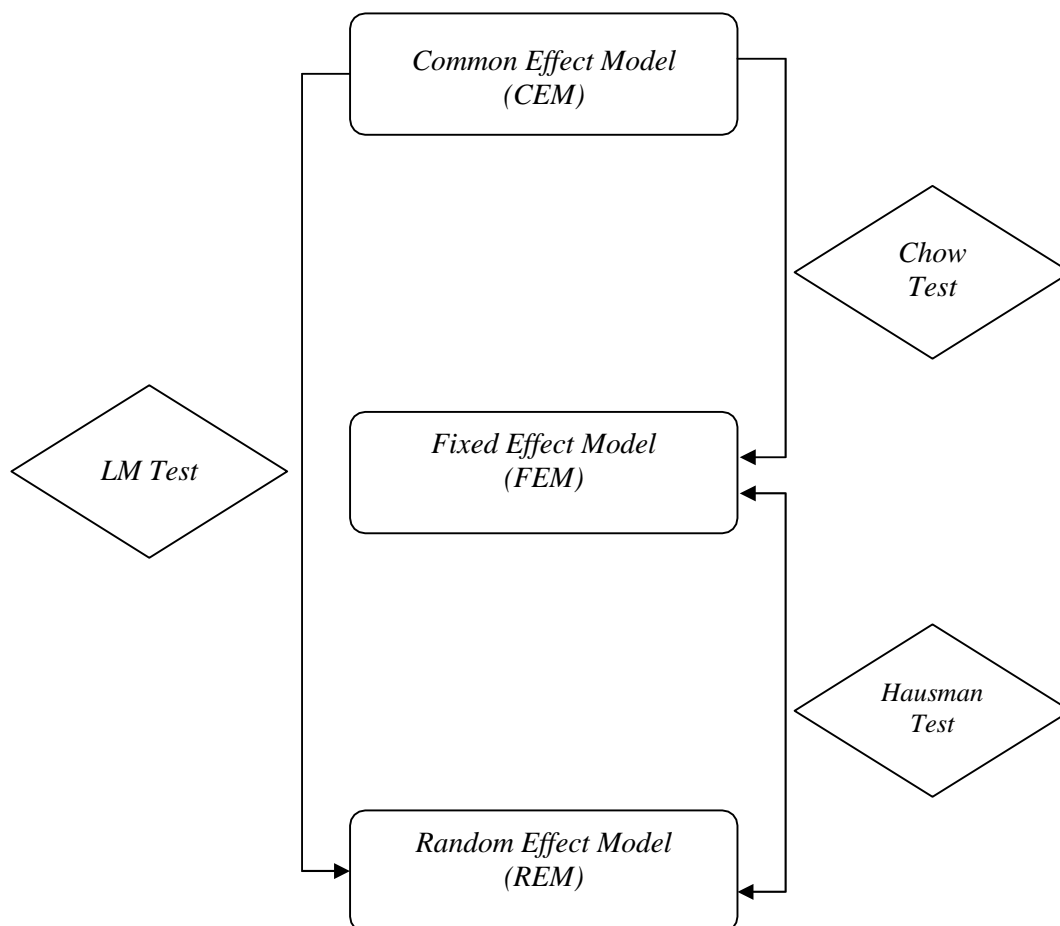 Common Effect Model
(CEM)
Chow
Test
Fixed Effect Model
(FEM)
LM Test
Hausman
Test
Random Effect Model
(REM)